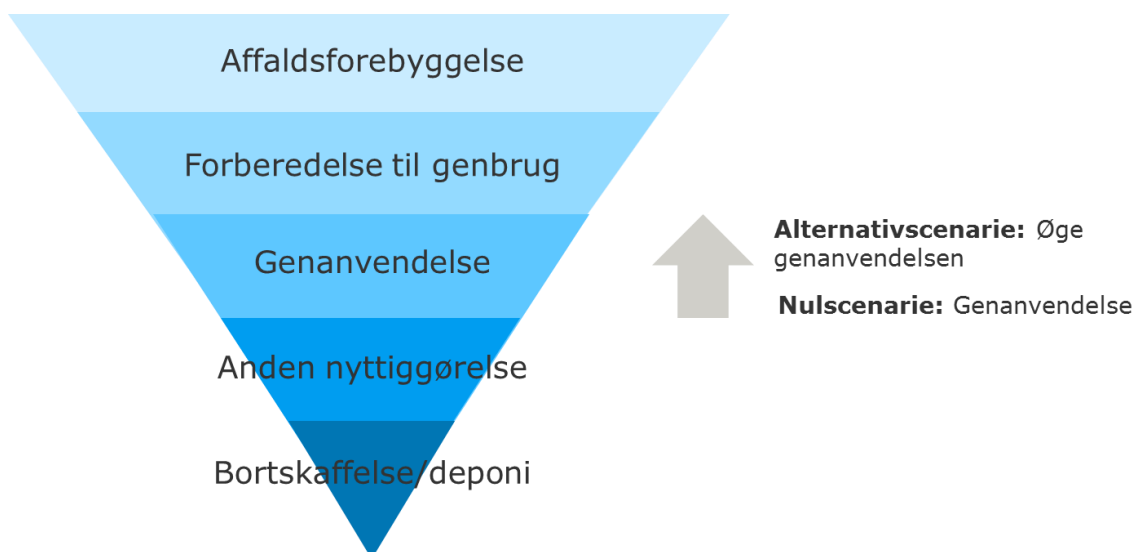 Affaldsforebyggelse
Forberedelse til genbrug
Genanvendelse
Anden nyttiggørelse
Bortskaffelse/deponi
Alternativscenarie: Øge
genanvendelsen
Nulscenarie: Genanvendelse